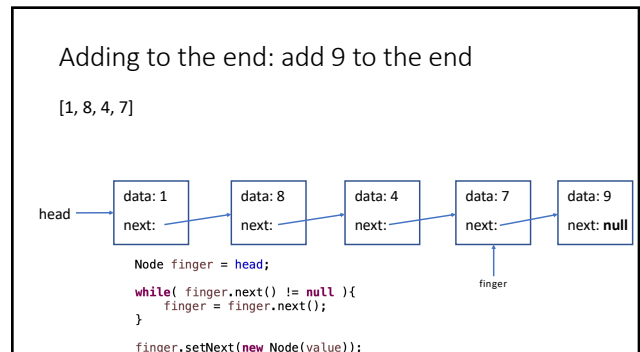 Adding to the end: add 9 to the end
[1, 8, 4, 7]
head
data: 1
next:
data: 8
next:
data: 4
next:
data: 7
next:
data: 9
next: null
finger
Node finger = head;
while( finger.next() != null ){
finger = finger.next();
}
finger.setNext(new Node(value));